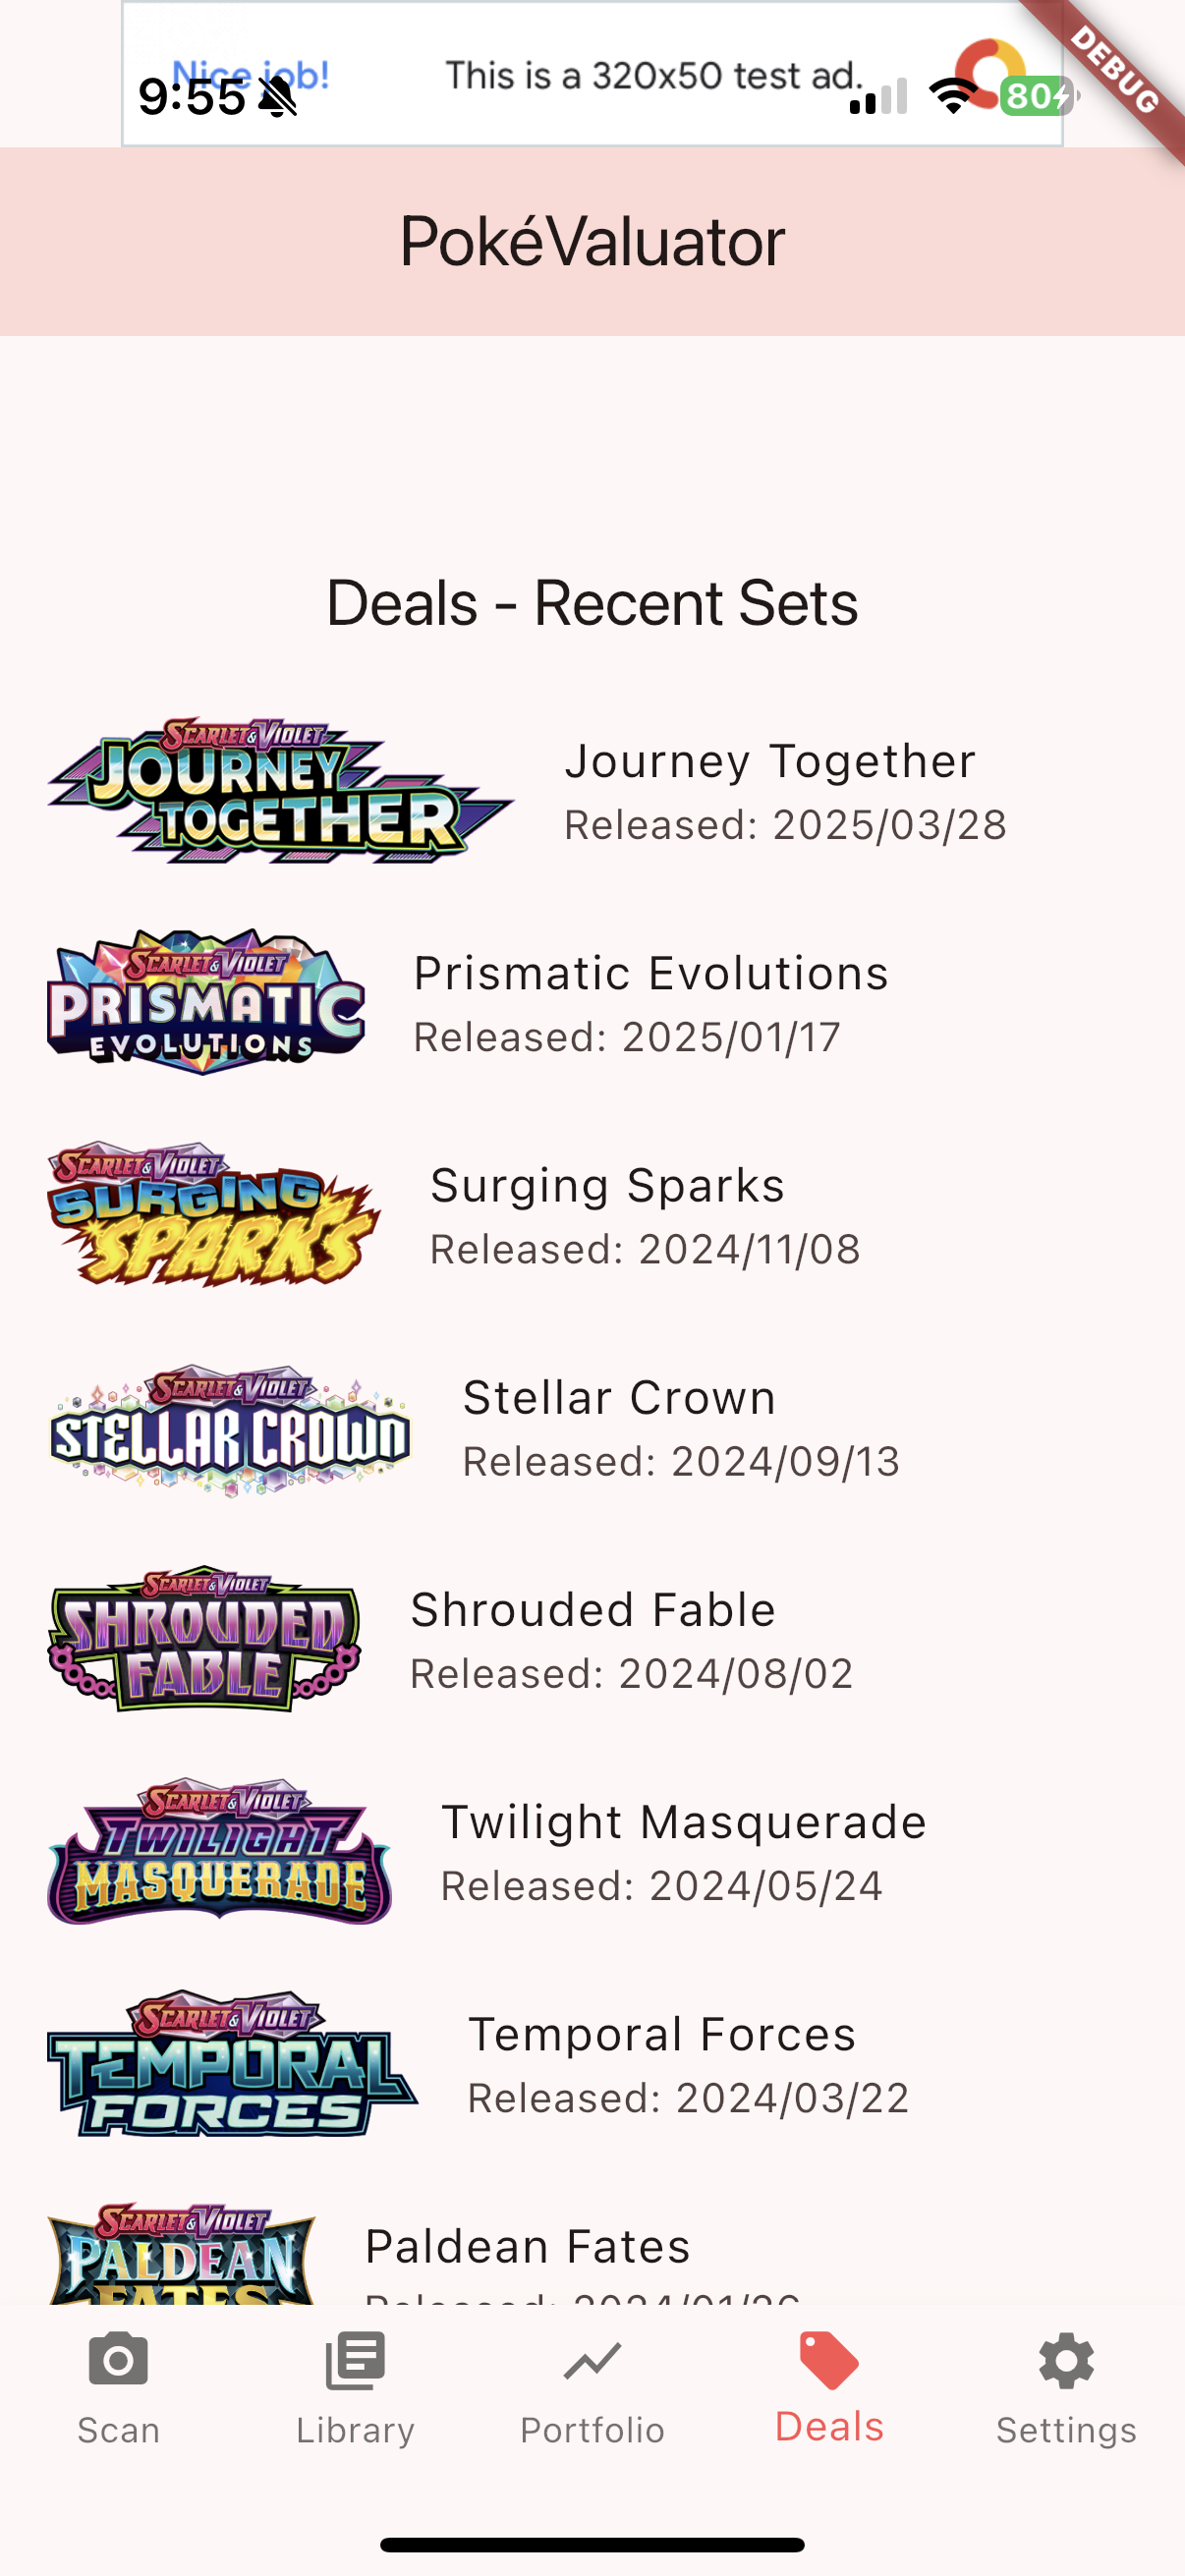 Nice job!
This is a 320x50 test ad.
9:55
80
DEBUG
PokéValuator
Deals - Recent Sets
SCARLET & VIOLET
JOURNEY
TOGETHER
Journey Together
Released: 2025/03/28
SCARLET & VIOLET
PRISMATIC
EVOLUTIONS
Prismatic Evolutions
Released: 2025/01/17
SCARLET & VIOLET
SURGING
SPARKS
Surging Sparks
Released: 2024/11/08
SCARLET & VIOLET
STELLAR CROWN
Stellar Crown
Released: 2024/09/13
SCARLET & VIOLET
SHROUDED
FABLE
Shrouded Fable
Released: 2024/08/02
SCARLET & VIOLET
TWILIGHT
MASQUERADE
Twilight Masquerade
Released: 2024/05/24
SCARLET & VIOLET
TEMPORAL
FORCES
Temporal Forces
Released: 2024/03/22
SCARLET & VIOLET
PALDEAN
FATES
Paldean Fates
Released: 2024/01/26
Scan
Library
Portfolio
Deals
Settings